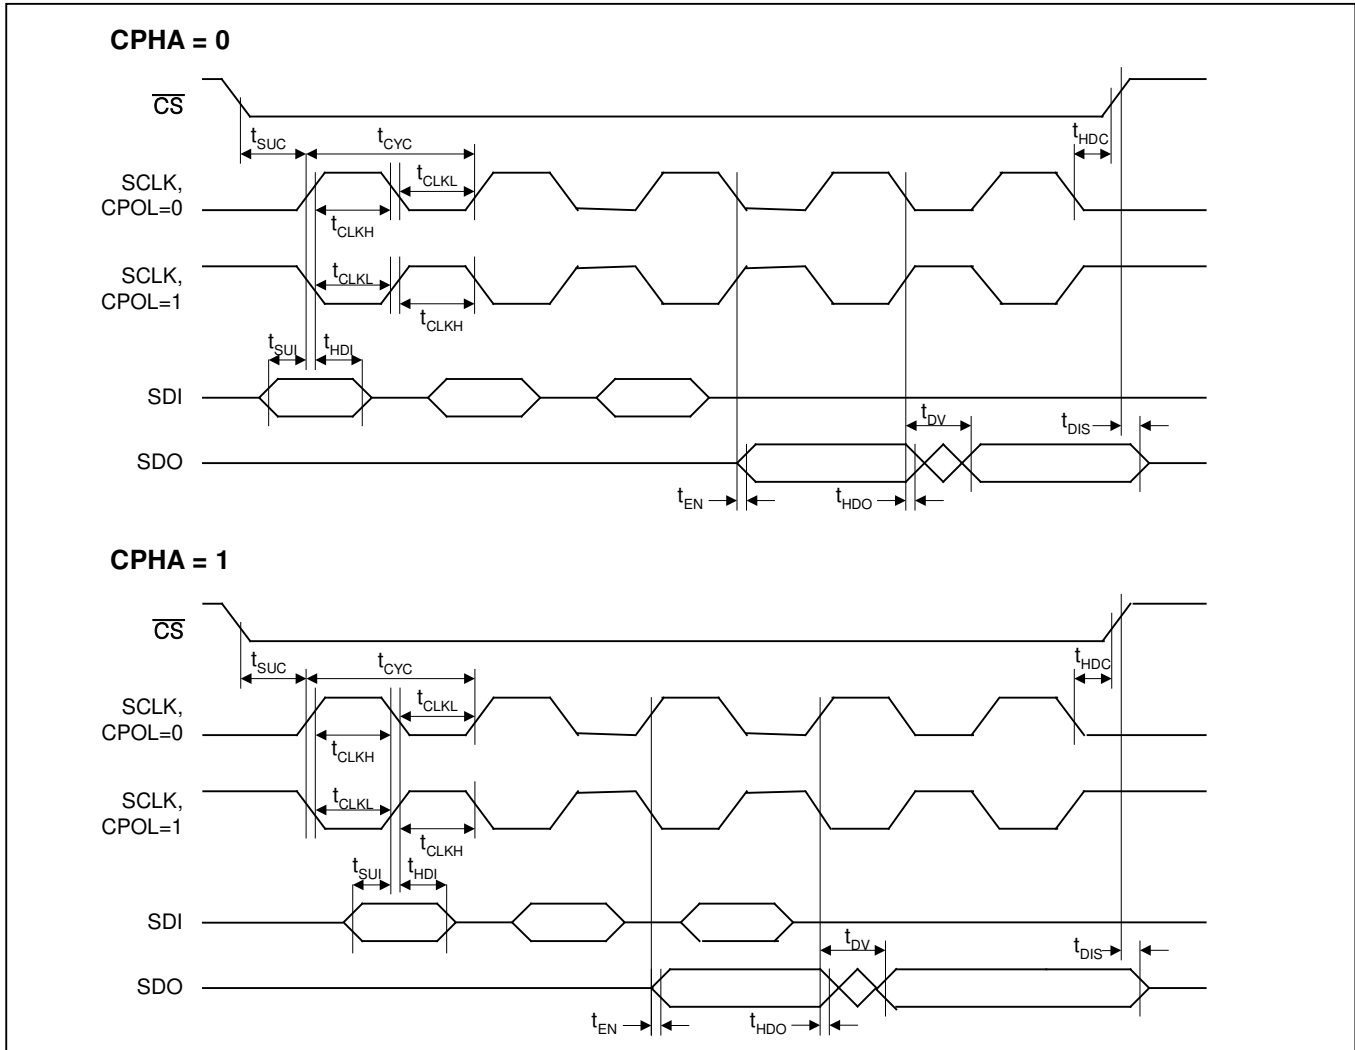 CPHA = 0
CS
tSUC
tCYC
tHDC
tCLKL
SCLK,
CPOL=0
tCLKH
SCLK,
CPOL=1
tCLKL
tCLKH
tSUI
tHDI
SDI
tDV
tDIS
SDO
tEN
tHDO
CPHA = 1
CS
tSUC
tCYC
tHDC
tCLKL
SCLK,
CPOL=0
tCLKH
SCLK,
CPOL=1
tCLKL
tCLKH
tSUI
tHDI
SDI
tDV
tDIS
SDO
tEN
tHDO